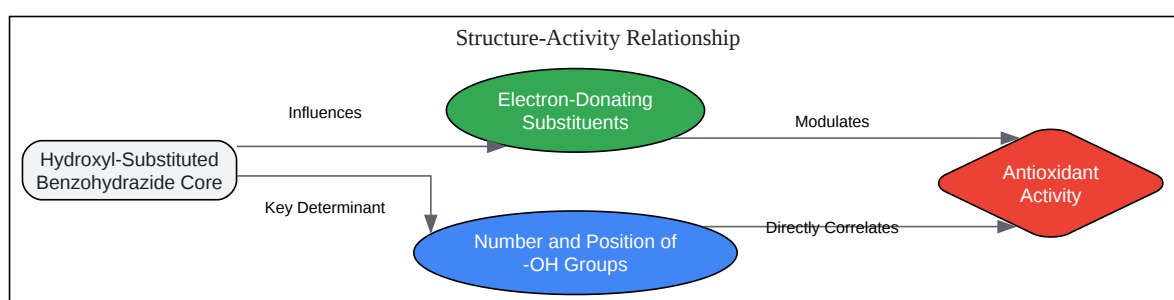 Structure-Activity Relationship
Influences
Electron-Donating
Substituents
Modulates
Hydroxyl-Substituted
Benzohydrazide Core
Antioxidant
Activity
Key Determinant
Number and Position of
-OH Groups
Directly Correlates